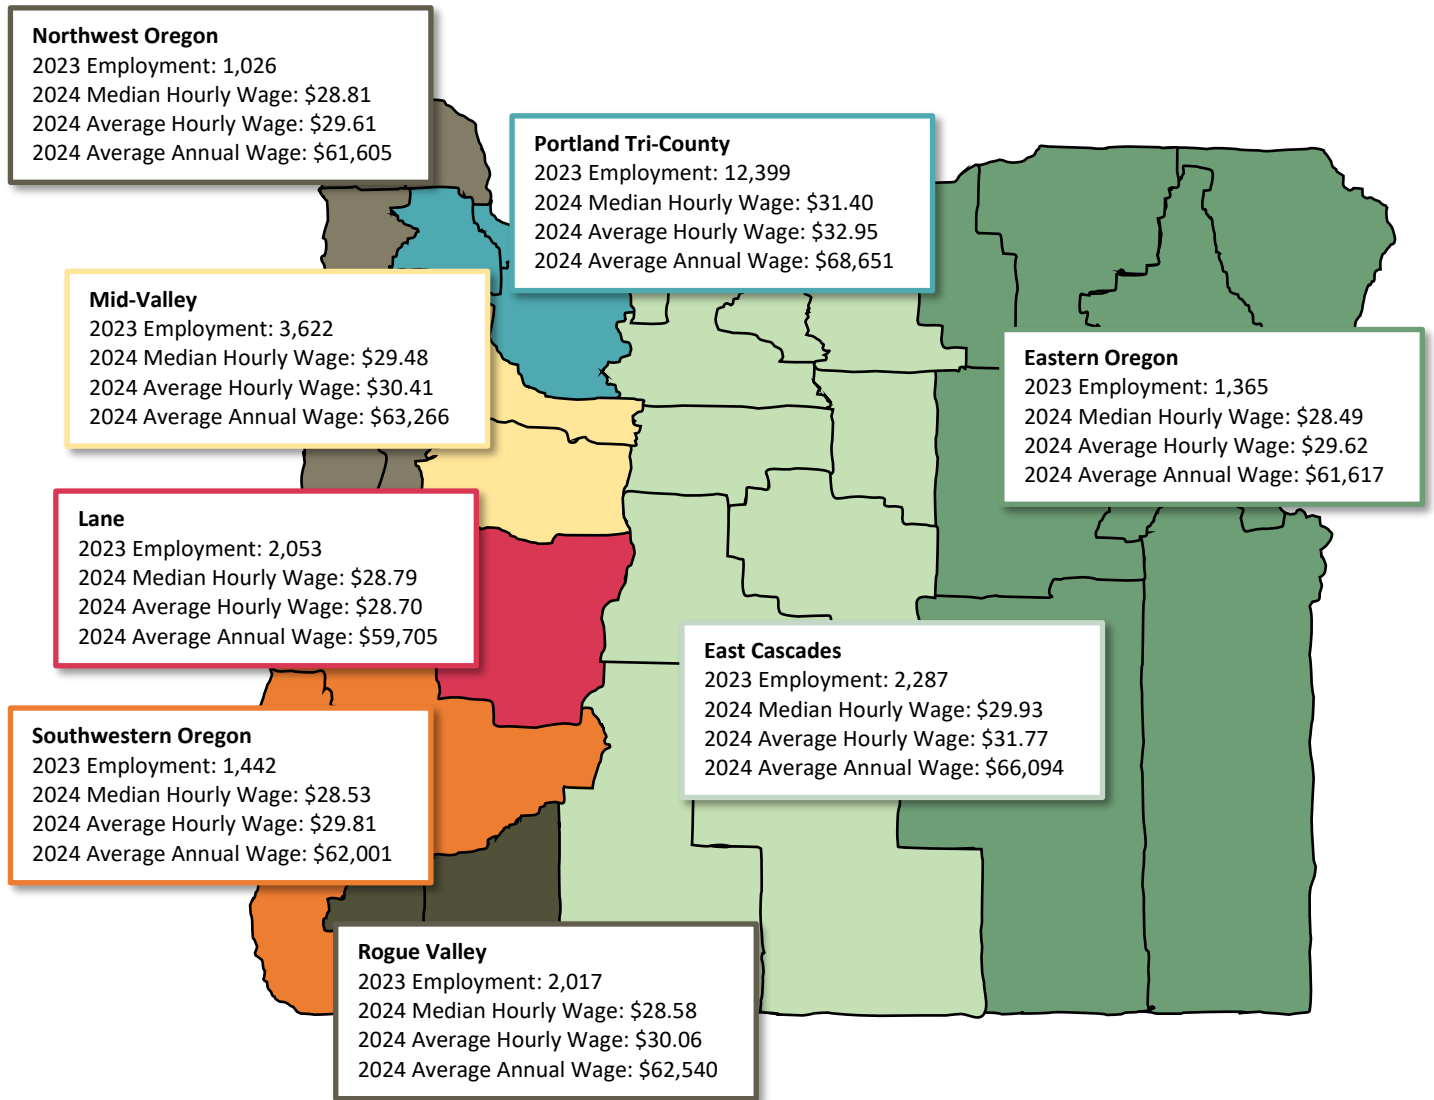 Northwest Oregon
2023 Employment: 1,026
2024 Median Hourly Wage: $28.81
2024 Average Hourly Wage: $29.61
2024 Average Annual Wage: $61,605
Portland Tri-County
2023 Employment: 12,399
2024 Median Hourly Wage: $31.40
2024 Average Hourly Wage: $32.95
2024 Average Annual Wage: $68,651
Mid-Valley
2023 Employment: 3,622
2024 Median Hourly Wage: $29.48
2024 Average Hourly Wage: $30.41
2024 Average Annual Wage: $63,266
Eastern Oregon
2023 Employment: 1,365
2024 Median Hourly Wage: $28.49
2024 Average Hourly Wage: $29.62
2024 Average Annual Wage: $61,617
Lane
2023 Employment: 2,053
2024 Median Hourly Wage: $28.79
2024 Average Hourly Wage: $28.70
2024 Average Annual Wage: $59,705
East Cascades
2023 Employment: 2,287
2024 Median Hourly Wage: $29.93
2024 Average Hourly Wage: $31.77
2024 Average Annual Wage: $66,094
Southwestern Oregon
2023 Employment: 1,442
2024 Median Hourly Wage: $28.53
2024 Average Hourly Wage: $29.81
2024 Average Annual Wage: $62,001
Rogue Valley
2023 Employment: 2,017
2024 Median Hourly Wage: $28.58
2024 Average Hourly Wage: $30.06
2024 Average Annual Wage: $62,540